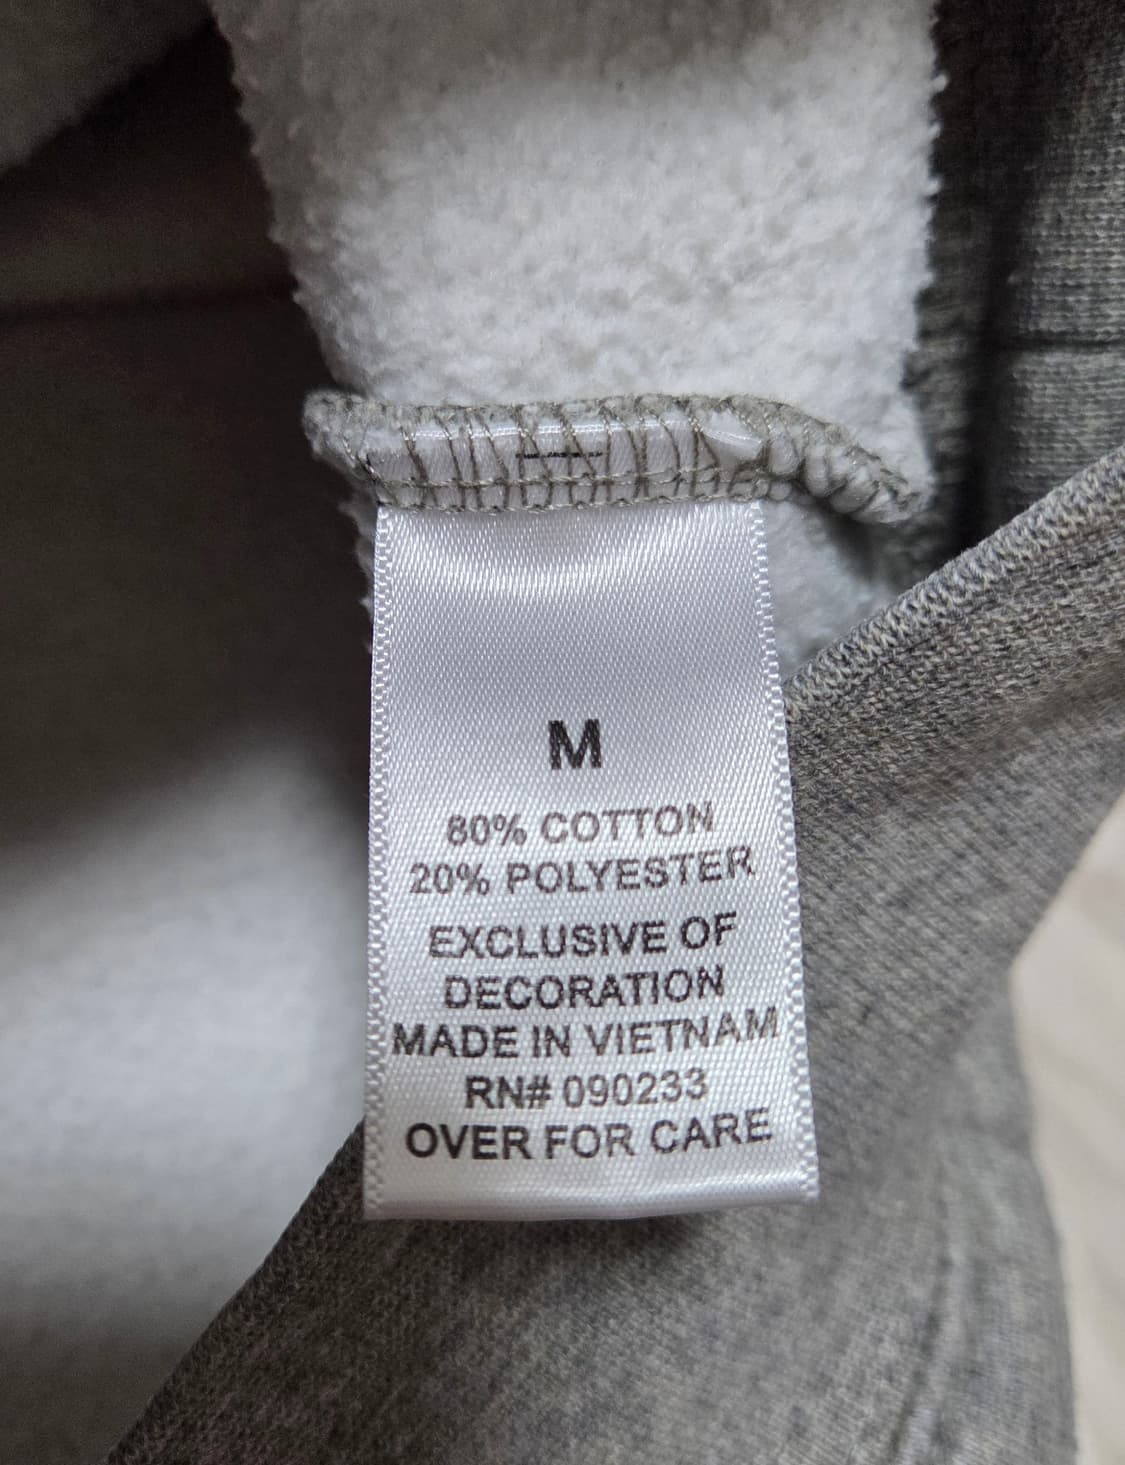 M
80% COTTON
20% POLYESTER
EXCLUSIVE OF
DECORATION
MADE IN VIETNAM
RN# 090233
OVER FOR CARE